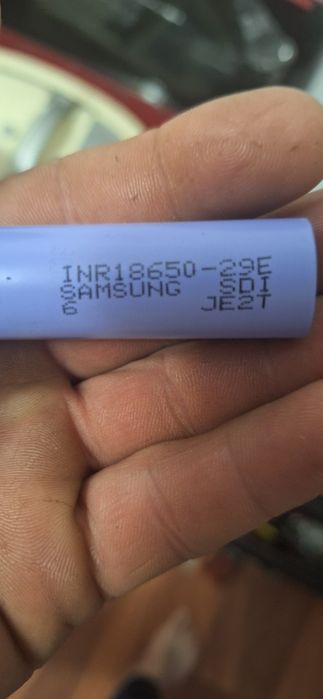 INR18650-29E
SAMSUNG SDI
6 JE2T